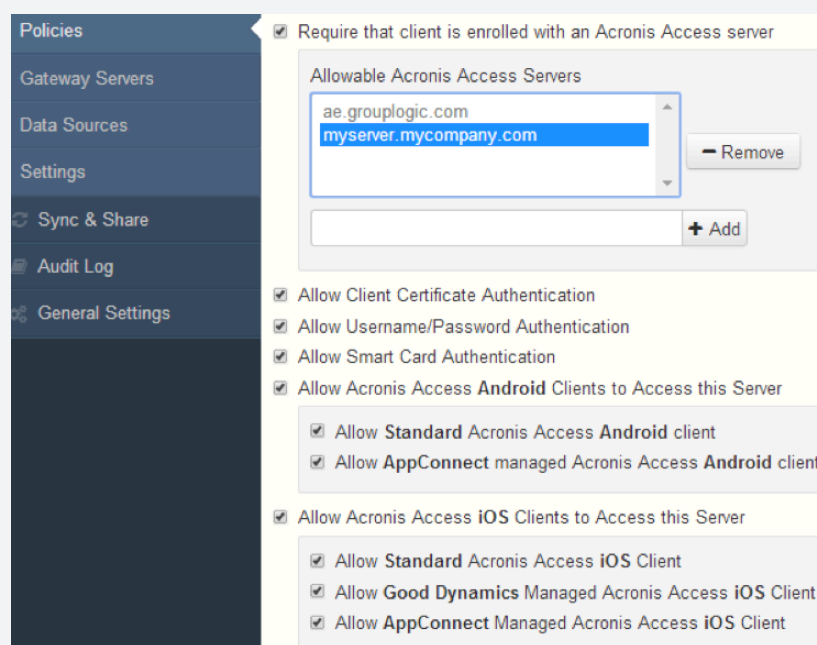 Policies
Gateway Servers
Data Sources
Settings
Sync & Share
Audit Log
General Settings
Require that client is enrolled with an Acronis Access server
Allowable Acronis Access Servers
ae.grouplogic.com
myserver.mycompany.com
Remove
Add
Allow Client Certificate Authentication
Allow Username/Password Authentication
Allow Smart Card Authentication
Allow Acronis Access Android Clients to Access this Server
Allow Standard Acronis Access Android client
Allow AppConnect managed Acronis Access Android client
Allow Acronis Access iOS Clients to Access this Server
Allow Standard Acronis Access iOS Client
Allow Good Dynamics Managed Acronis Access iOS Client
Allow AppConnect Managed Acronis Access iOS Client